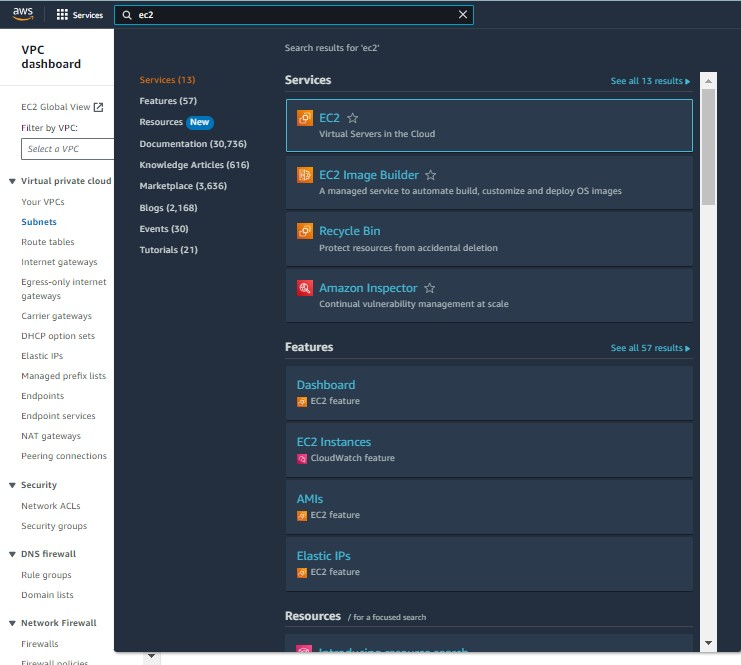 aws
Services
ec2
VPC
dashboard
EC2 Global View
Filter by VPC:
Select a VPC
Virtual private cloud
Your VPCs
Subnets
Route tables
Internet gateways
Egress-only internet
gateways
Carrier gateways
DHCP option sets
Elastic IPs
Managed prefix lists
Endpoints
Endpoint services
NAT gateways
Peering connections
Security
Network ACLs
Security groups
DNS firewall
Rule groups
Domain lists
Network Firewall
Firewalls
Firewall policies
Services (13)
Features (57)
Resources New
Documentation (30,736)
Knowledge Articles (616)
Marketplace (3,636)
Blogs (2,168)
Events (30)
Tutorials (21)
Search results for 'ec2'
Services
See all 13 results
EC2
Virtual Servers in the Cloud
EC2 Image Builder
A managed service to automate build, customize and deploy OS images
Recycle Bin
Protect resources from accidental deletion
Amazon Inspector
Continual vulnerability management at scale
Features
See all 57 results
Dashboard
EC2 feature
EC2 Instances
CloudWatch feature
AMIs
EC2 feature
Elastic IPs
EC2 feature
Resources / for a focused search
Introducing resource search